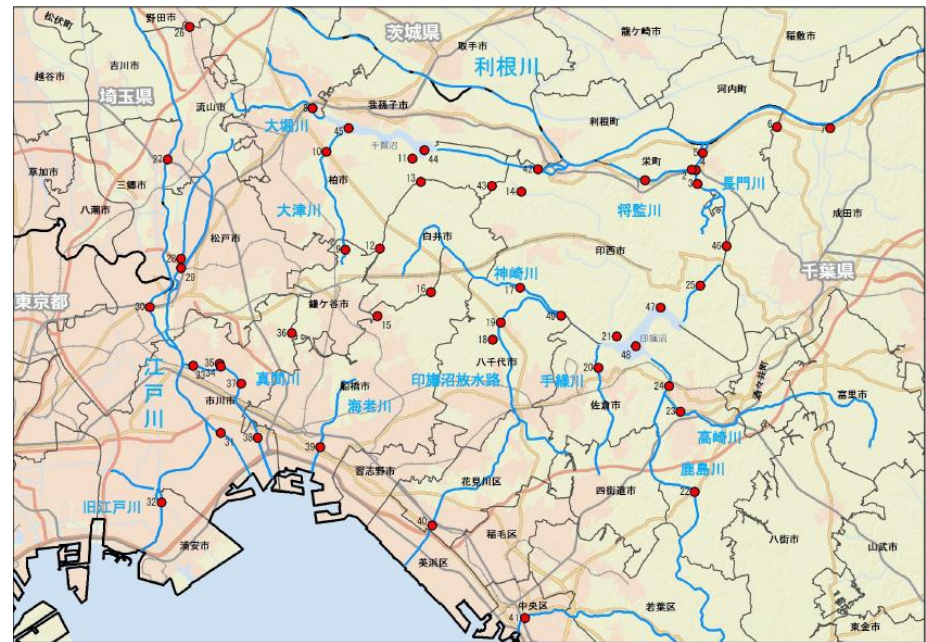 野田市
松伏町
26
茨城県
取手市
龍ケ崎市
稲敷市
吉川市
越谷市
利根川
河内町
埼玉県
流山市
8
我孫子市
利根町
6
7
大堀川
45
手賀沼
44
10
11
5
4
栄町
27
柏市
42
2
3
長門川
草加市
三郷市
13
43
14
将監川
八潮市
大津川
成田市
松戸市
白井市
印西市
46
9
12
28
29
神崎川
千葉県
東京都
16
17
25
鎌ケ谷市
30
15
47
36
19
49
18
21
印旛沼
48
35
34
33
八千代市
20
江戸川
真間川
37
船橋市
印旛沼放水路
手繰川
24
酒々井町
市川市
海老川
佐倉市
富里市
23
31
38
高崎川
39
習志野市
鹿島川
花見川区
四街道市
22
32
旧江戸川
40
稲毛区
八街市
浦安市
山武市
美浜区
中央区
若葉区
41
東金市